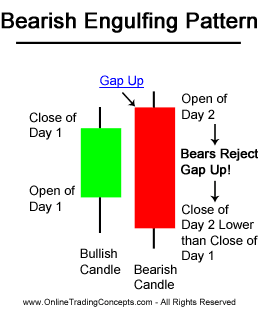 Bearish Engulfing Pattern
Gap Up
Close of
Day 1
Open of
Day 1
Open of
Day 2
Bears Reject
Gap Up!
Close of
Day 2 Lower
than Close of
Day 1
Bullish
Candle
Bearish
Candle
www.OnlineTradingConcepts.com - All Rights Reserved